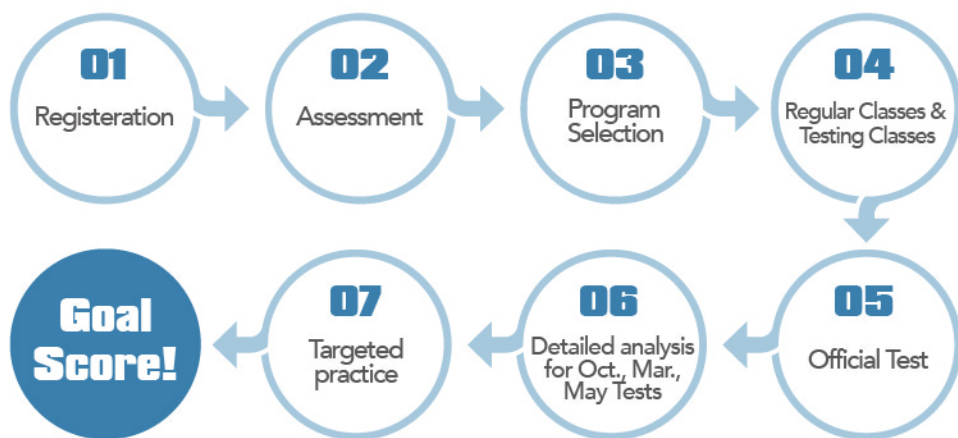 01
Registeration
02
Assessment
03
Program
Selection
04
Regular Classes &
Testing Classes
05
Official Test
06
Detailed analysis
for Oct., Mar.,
May Tests
07
Targeted
practice
Goal
Score!